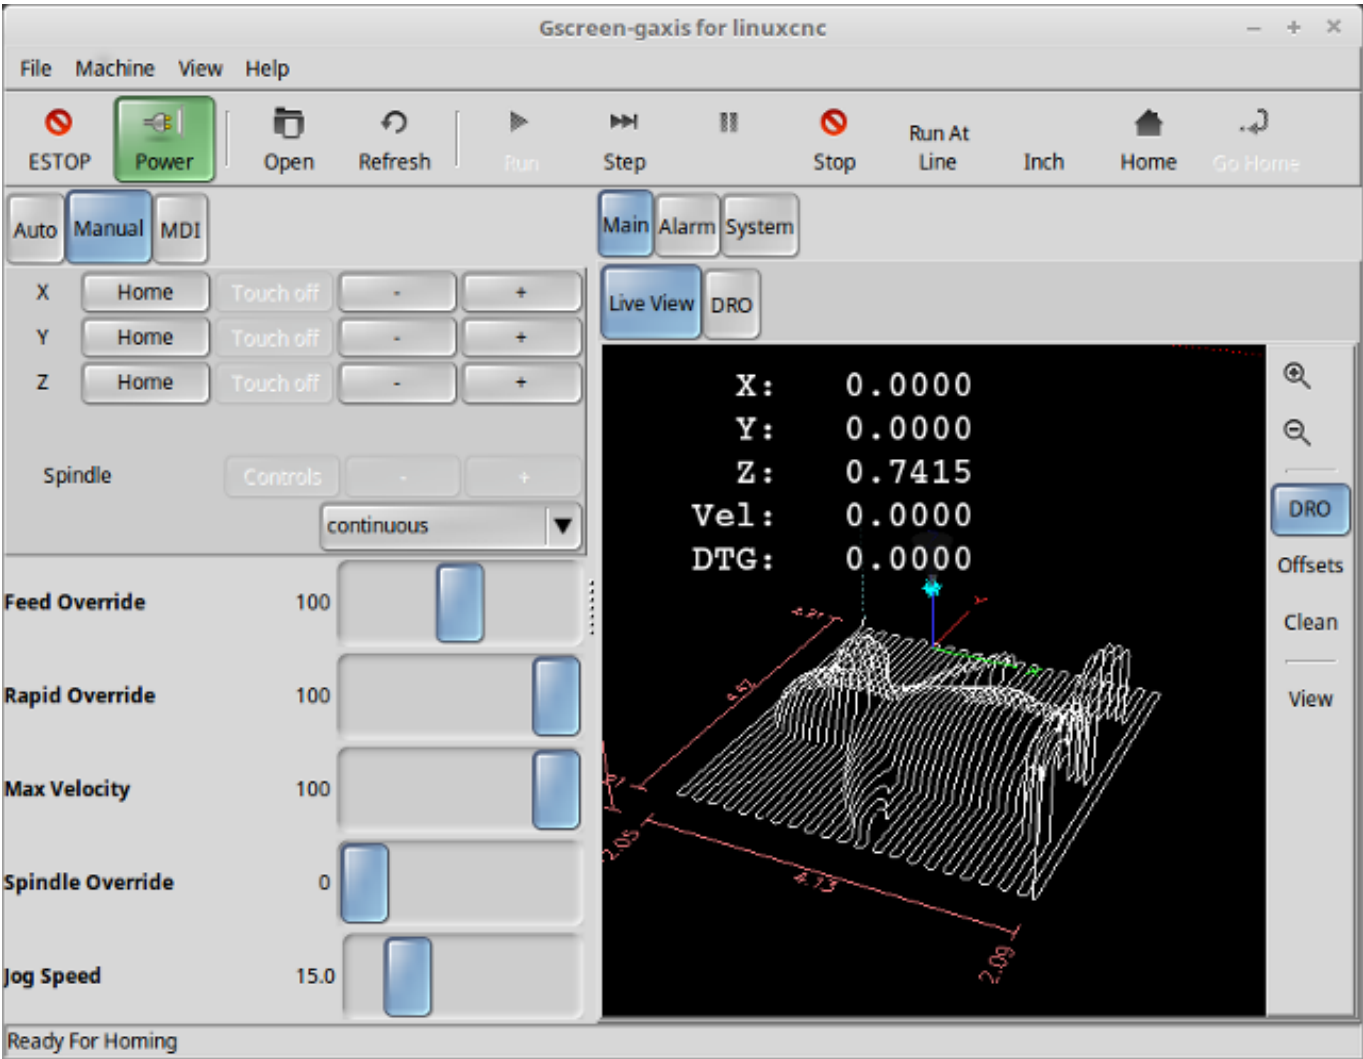 Gscreen-gaxis for linuxcnc
File Machine View Help
ESTOP Power Open Refresh Run Step Stop Run At Line Inch Home Go Home
Auto Manual MDI
Main Alarm System
X Home Touch off - +
Y Home Touch off - +
Z Home Touch off - +
Spindle Controls - +
continuous
Feed Override 100
Rapid Override 100
Max Velocity 100
Spindle Override 0
Jog Speed 15.0
Live View DRO
X: 0.0000
Y: 0.0000
Z: 0.7415
Vel: 0.0000
DTG: 0.0000
2.05
4.13
2.09
DRO
Offsets
Clean
View
Ready For Homing